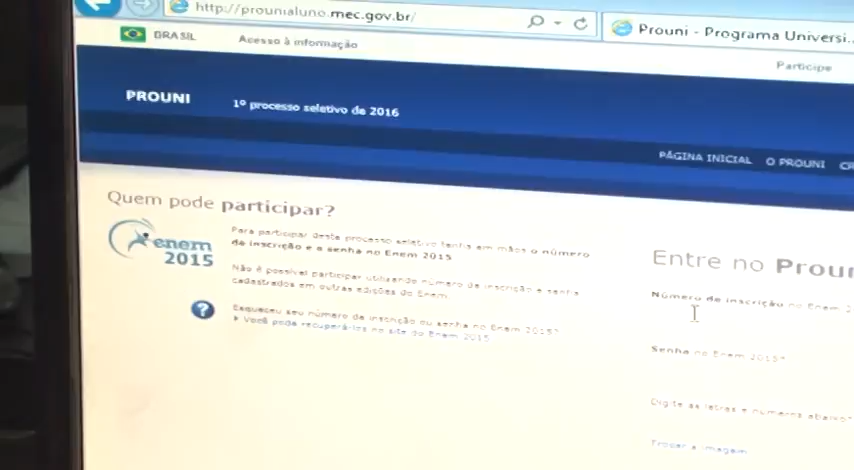 http://prounialuno.mec.gov.br/
Prouni - Programa Universi...
BRASIL
Acesso à informação
Participe
PROUNI
1º processo seletivo de 2016
PÁGINA INICIAL O PROUNI
Quem pode participar?
enem
2015
Para participar deste processo seletivo tenha em mãos o número
de inscrição e a senha no Enem 2015
Não é possível participar utilizando número de inscrição e senha
cadastrados em outras edições do Enem
?
Esqueceu seu número de inscrição ou senha no Enem 2015?
Você pode recuperá-los no site do Enem 2015
Entre no Prou
Número de inscrição no Enem 2
Senha no Enem 2015*
Digite as letras e números abaixo*
Trocar a imagem